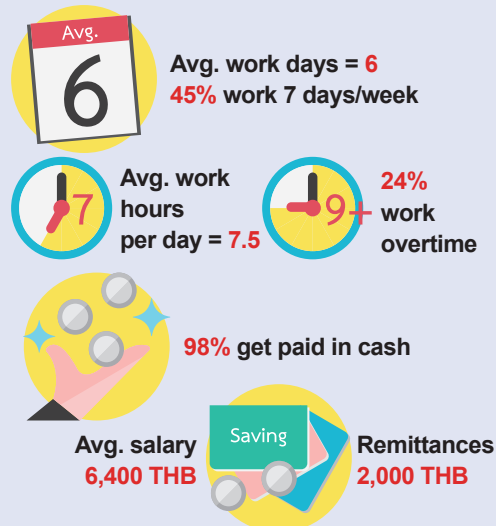 Avg.
6
Avg. work days = 6
45% work 7 days/week
7
Avg. work
hours
per day = 7.5
9+
24%
work
overtime
98% get paid in cash
Avg. salary
6,400 THB
Saving
Remittances
2,000 THB